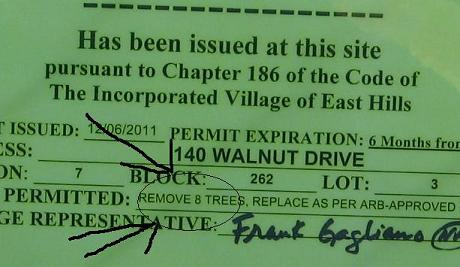 Has been issued at this site
pursuant to Chapter 186 of the Code of
The Incorporated Village of East Hills
T ISSUED: 12/06/2011 PERMIT EXPIRATION: 6 Months from
ESS: 140 WALNUT DRIVE
ON: 7 BLOCK: 262 LOT: 3
PERMITTED: REMOVE 8 TREES, REPLACE AS PER ARB-APPROVED
GE REPRESENTATIVE: Frank Gagliano